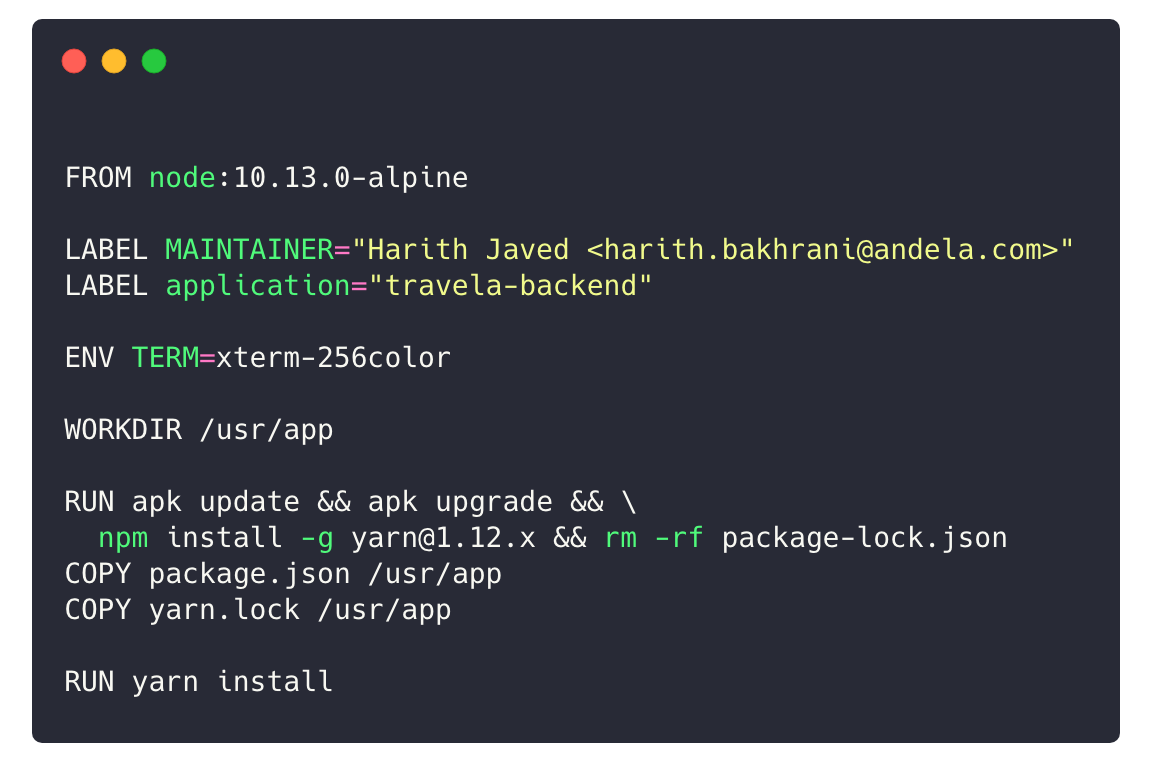 FROM node:10.13.0-alpine
LABEL MAINTAINER="Harith Javed <harith.bakhrani@andela.com>"
LABEL application="travela-backend"
ENV TERM=xterm-256color
WORKDIR /usr/app
RUN apk update && apk upgrade && \
  npm install -g yarn@1.12.x && rm -rf package-lock.json
COPY package.json /usr/app
COPY yarn.lock /usr/app
RUN yarn install